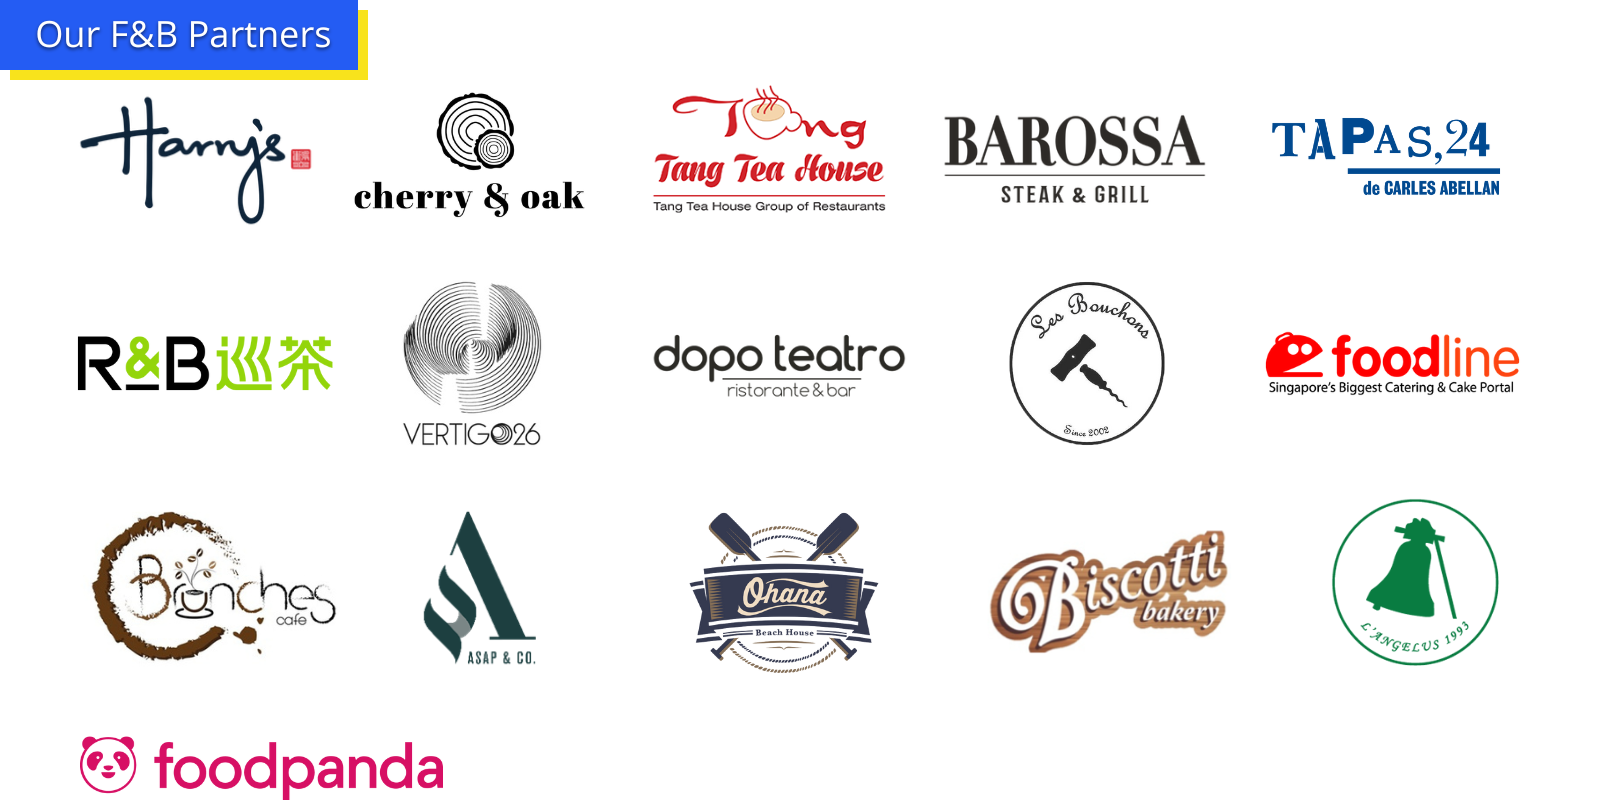 Our F&B Partners
Harry's
cherry & oak
Tang
Tang Tea House
Tang Tea House Group of Restaurants
BAROSSA
STEAK & GRILL
TAPAS,24
de CARLES ABELLAN
R&B巡茶
VERTIGO26
dopo teatro
ristorante & bar
Les Bouchons
Since 2002
foodline
Singapore's Biggest Catering & Cake Portal
Brunches
cafe
ASAP & CO.
Ohana
Beach House
Biscotti
bakery
L'ANGELUS 1993
foodpanda